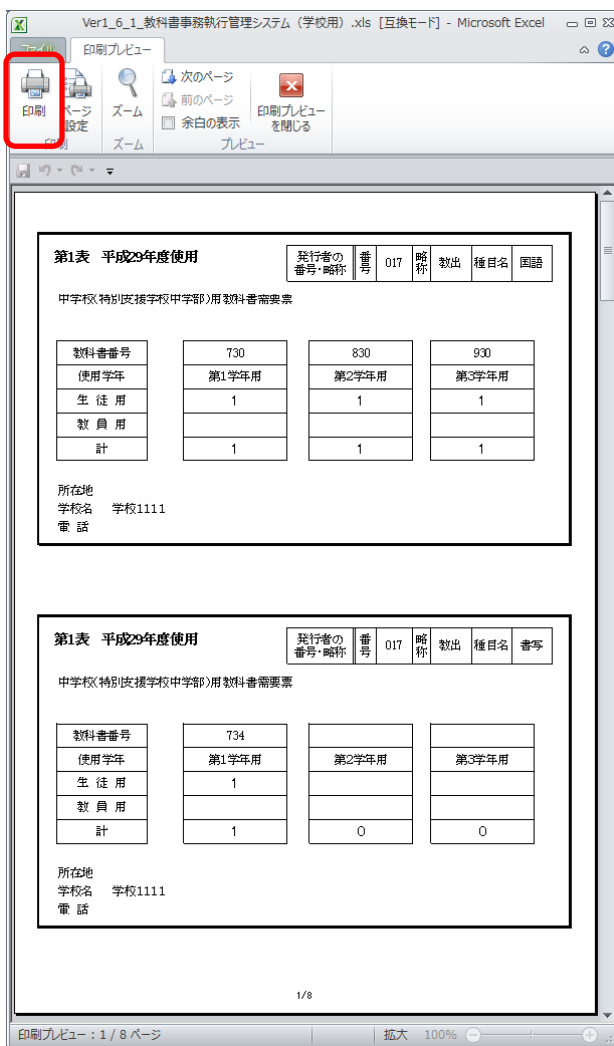 Ver1_6_1_教科書事務執行管理システム（学校用）.xls [互換モード] - Microsoft Excel
ファイル 印刷プレビュー
印刷 ページ設定 ズーム 次のページ 前のページ 余白の表示 印刷プレビューを閉じる
印刷 ズーム プレビュー
第1表 平成29年度使用 発行者の番号・略称 番号 017 略称 教出 種目名 国語
中学校(特別支援学校中学部)用教科書需要票
教科書番号 730 830 930
使用学年 第1学年用 第2学年用 第3学年用
生徒用 1 1 1
教員用
計 1 1 1
所在地
学校名 学校1111
電話
第1表 平成29年度使用 発行者の番号・略称 番号 017 略称 教出 種目名 書写
中学校(特別支援学校中学部)用教科書需要票
教科書番号 734
使用学年 第1学年用 第2学年用 第3学年用
生徒用 1
教員用
計 1 0 0
所在地
学校名 学校1111
電話
1/8
印刷プレビュー：1 / 8 ページ 拡大 100%